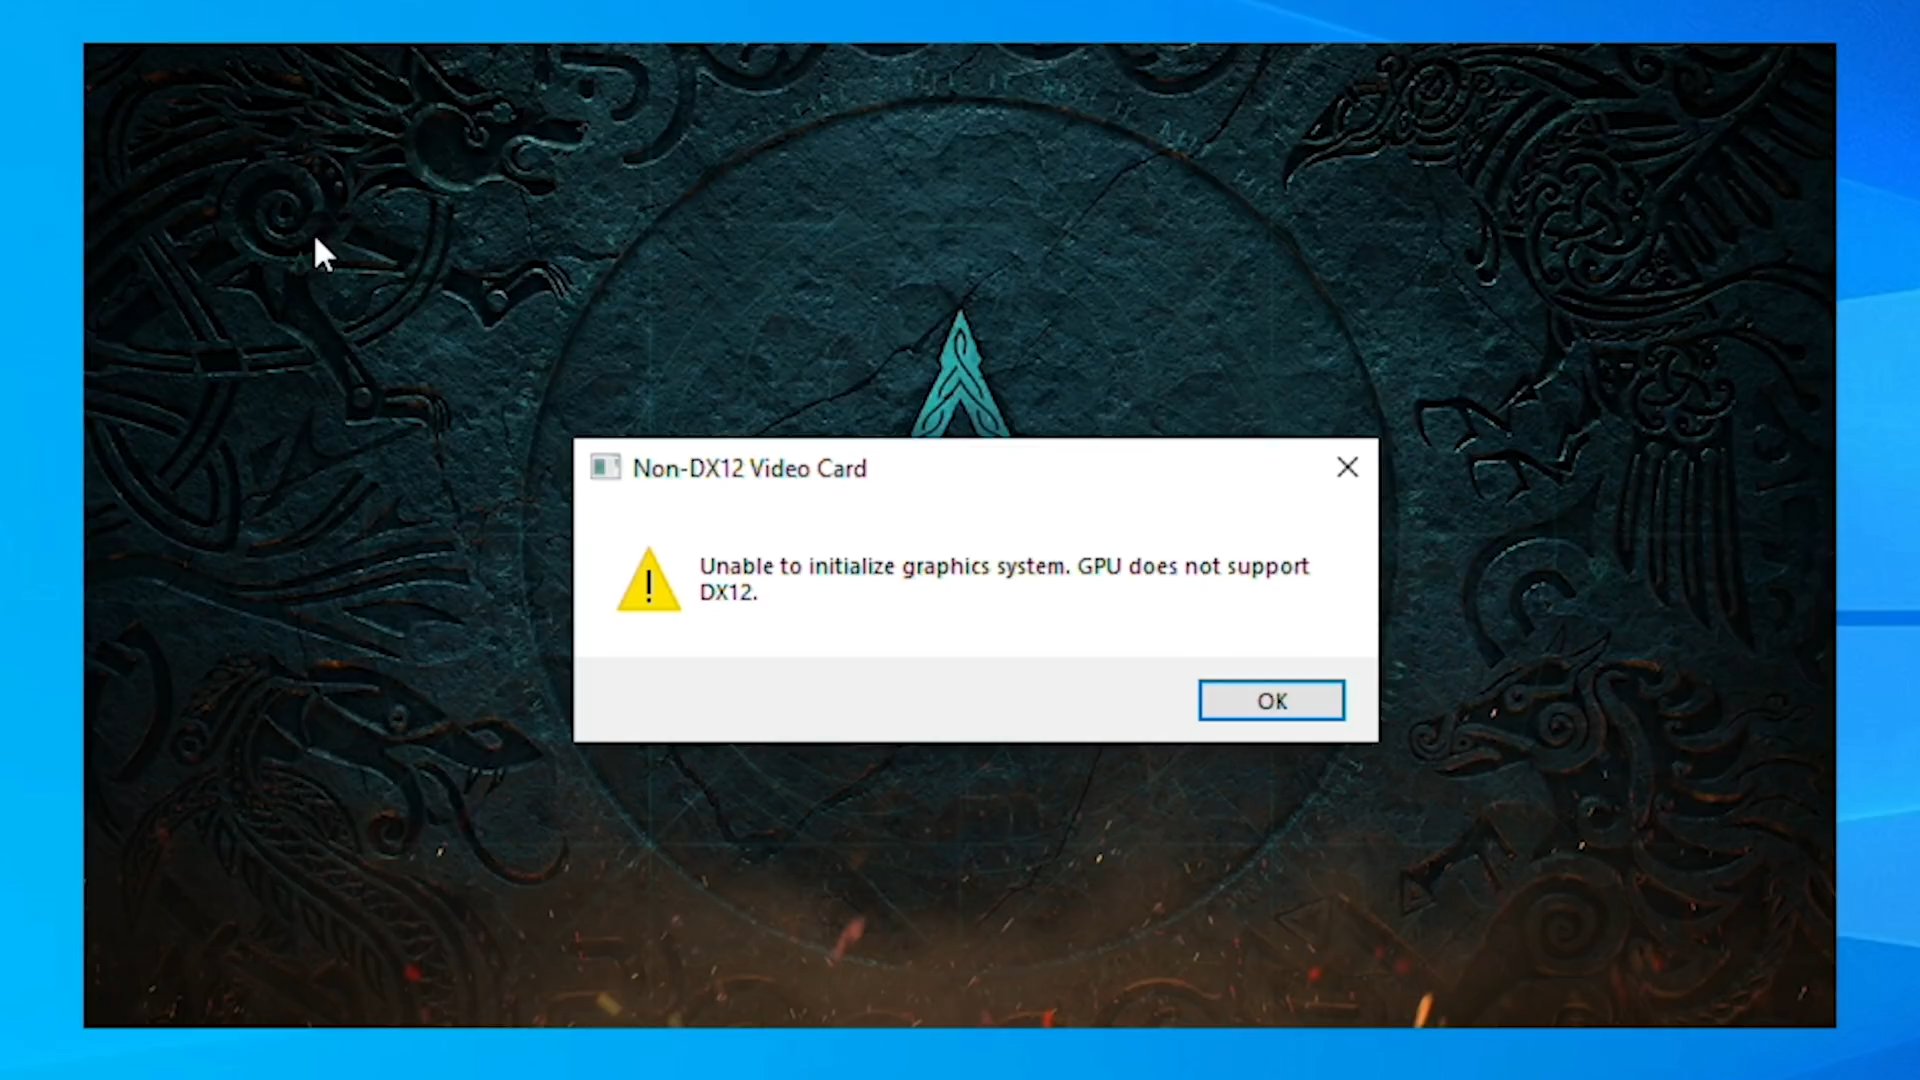 Non-DX12 Video Card
Unable to initialize graphics system. GPU does not support
DX12.
OK